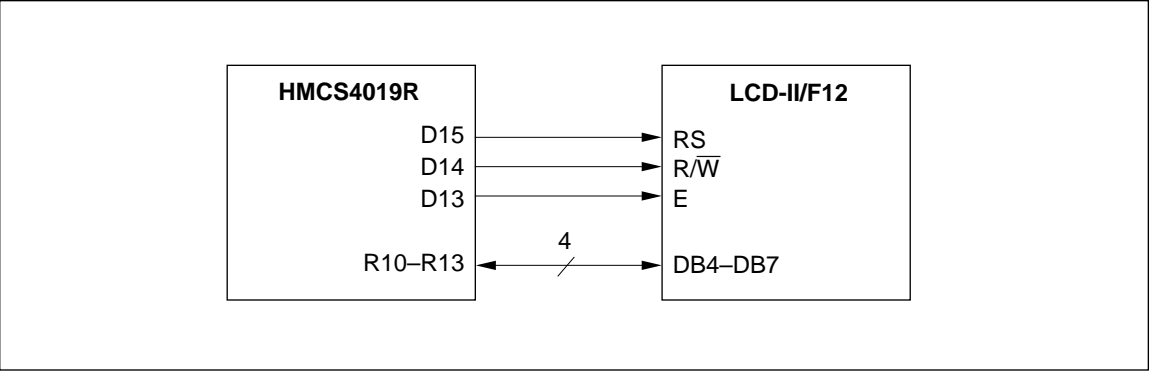 HMCS4019R
D15
D14
D13
R10–R13
4
LCD-II/F12
RS
R/W̅
E
DB4–DB7